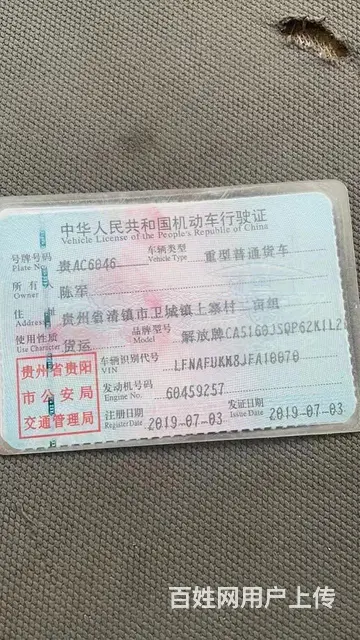 中华人民共和国机动车行驶证
Vehicle License of the People's Republic of China
号牌号码 贵AC6846 车辆类型 重型普通货车
Plate No. Vehicle Type
所有人 陈军
Owner
住址 贵州省清镇市卫城镇上寨村一亩组
Address
使用性质 货运 品牌型号 解放牌CA5160JSQP62K1L2
Use Character Model
贵州省贵阳市公安局交通管理局
车辆识别代号 LFNAFUKM8JFA10070
VIN
发动机号码 60459257
Engine No.
注册日期 2019-07-03 发证日期 2019-07-03
Register Date Issue Date
百姓网用户上传